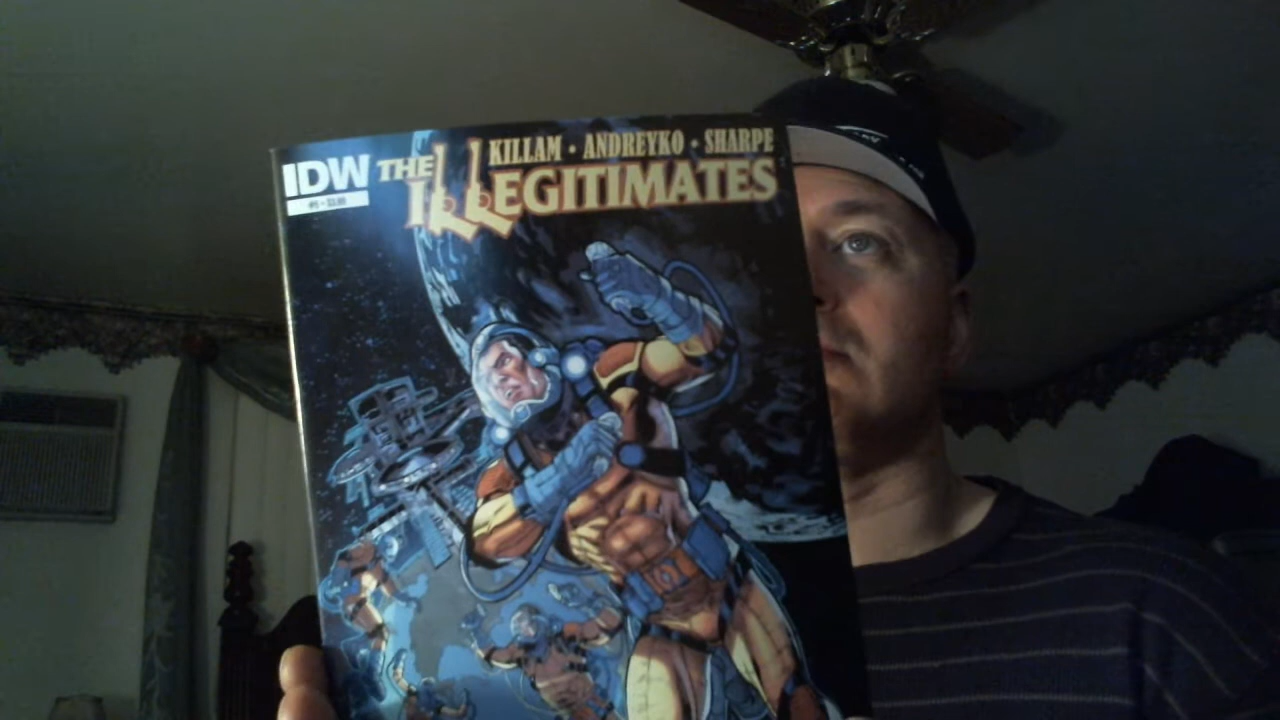 IDW
KILLAM • ANDREYKO • SHARPE
THE
ILLEGITIMATES